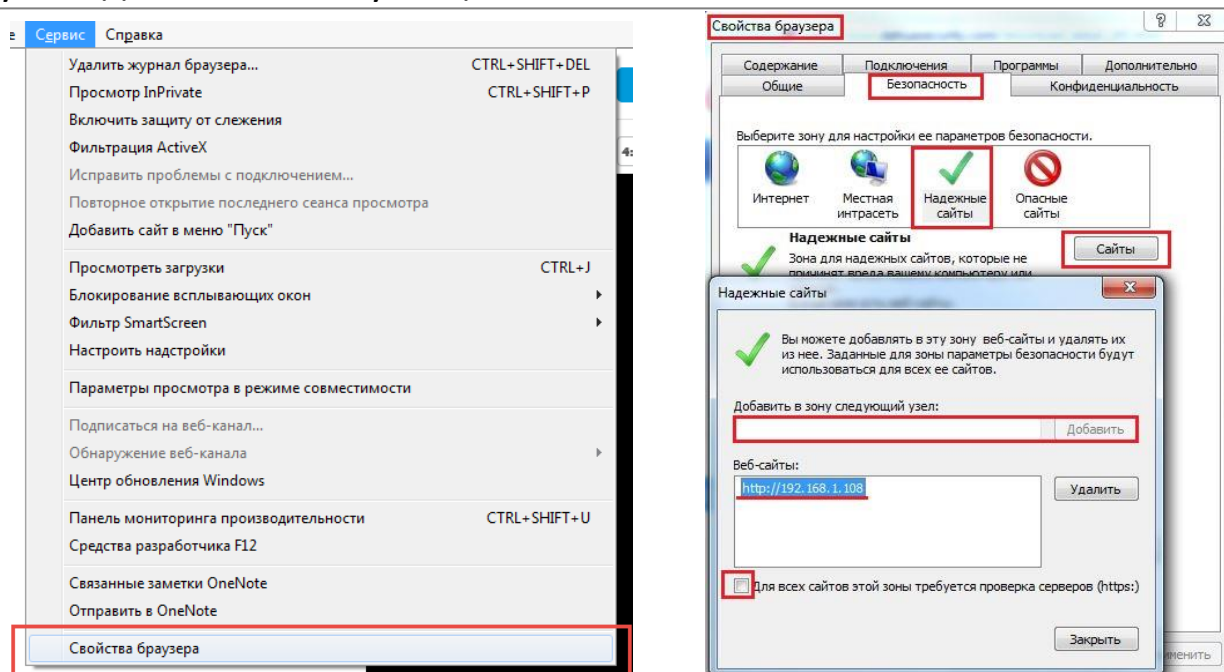 Сервис Справка
Удалить журнал браузера... CTRL+SHIFT+DEL
Просмотр InPrivate CTRL+SHIFT+P
Включить защиту от слежения
Фильтрация ActiveX
Исправить проблемы с подключением...
Повторное открытие последнего сеанса просмотра
Добавить сайт в меню "Пуск"
Просмотреть загрузки CTRL+J
Блокирование всплывающих окон
Фильтр SmartScreen
Настроить надстройки
Параметры просмотра в режиме совместимости
Подписаться на веб-канал...
Обнаружение веб-канала
Центр обновления Windows
Панель мониторинга производительности CTRL+SHIFT+U
Средства разработчика F12
Связанные заметки OneNote
Отправить в OneNote
Свойства браузера
Свойства браузера
Содержание Подключения Программы Дополнительно
Общие Безопасность Конфиденциальность
Выберите зону для настройки ее параметров безопасности.
Интернет Местная интрасеть Надежные сайты Опасные сайты
Надежные сайты
Сайты
Зона для надежных сайтов, которые не
причинят вреда вашему компьютеру или
Надежные сайты
Вы можете добавлять в эту зону веб-сайты и удалять их
из нее. Заданные для зоны параметры безопасности будут
использоваться для всех ее сайтов.
Добавить в зону следующий узел:
Добавить
Веб-сайты:
http://192.168.1.108
Удалить
Для всех сайтов этой зоны требуется проверка серверов (https:)
Закрыть